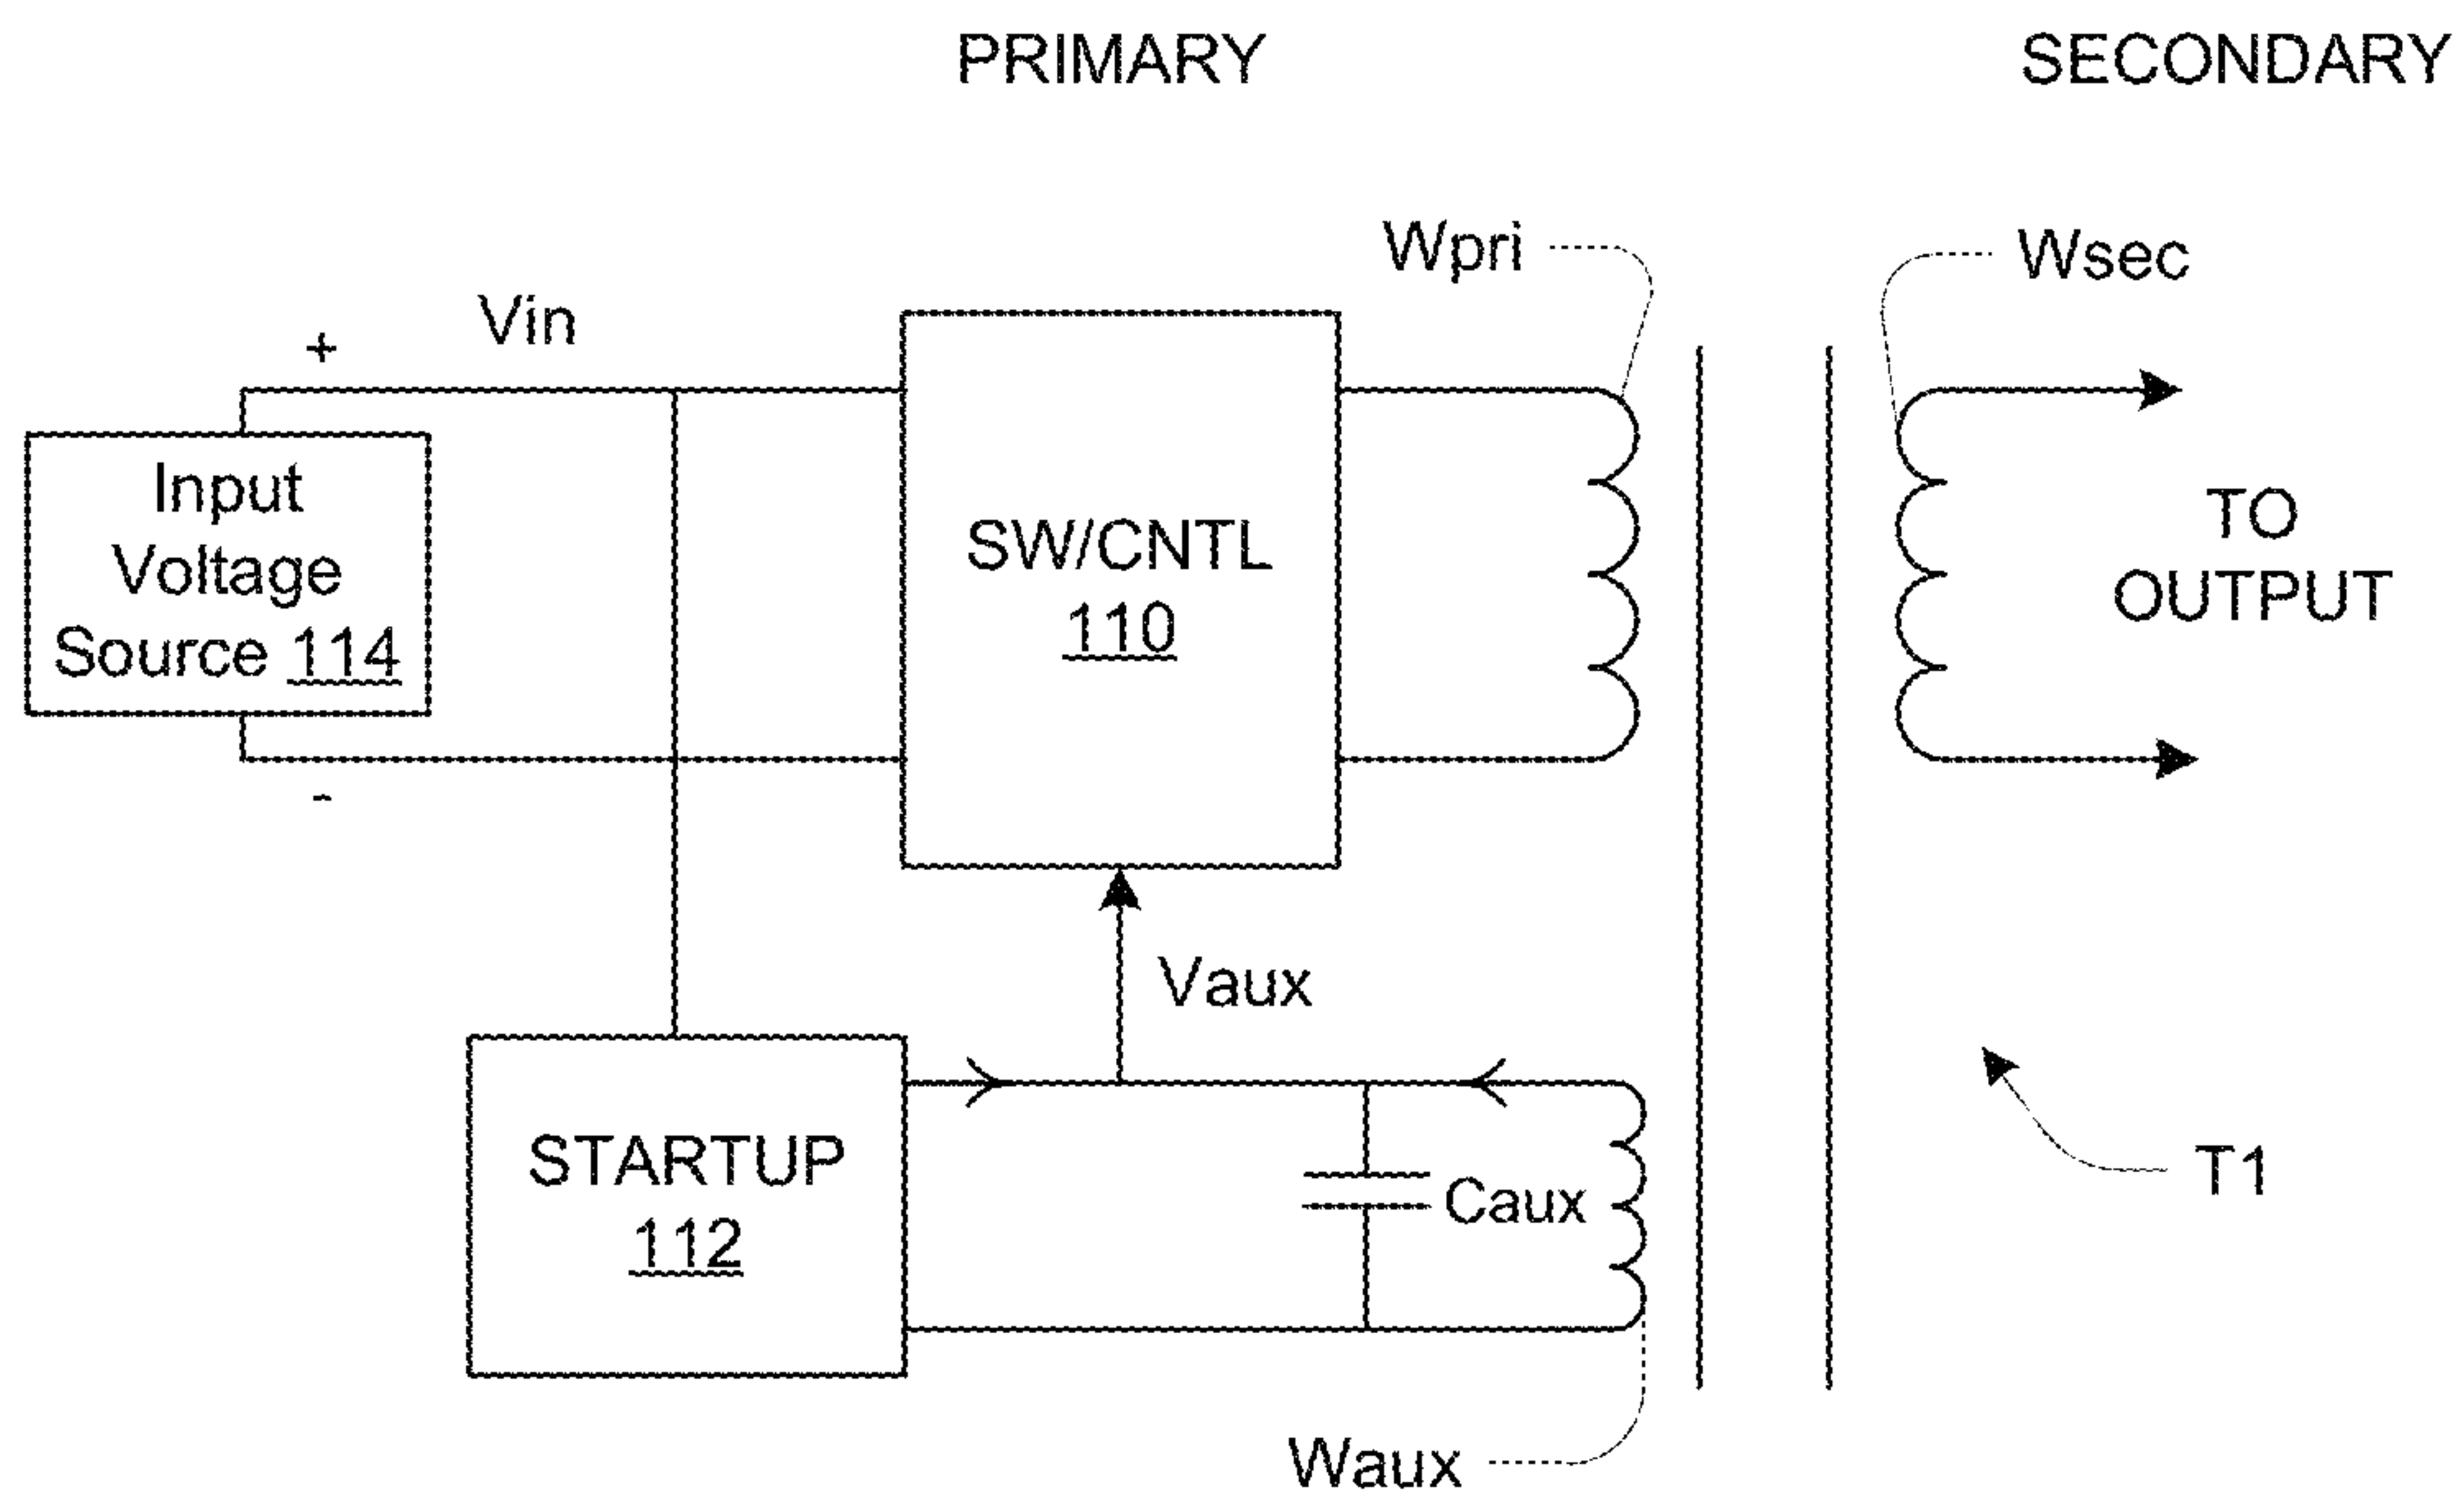 PRIMARY
SECONDARY
Wpri
Wsec
Vin
+
Input
Voltage
Source 114
-
SW/CNTL
110
TO
OUTPUT
Vaux
STARTUP
112
Caux
T1
Waux